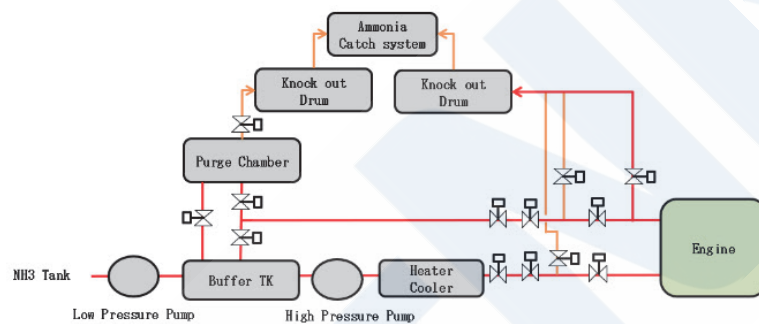 Ammonia
Catch system
Knock out
Drum
Knock out
Drum
Purge Chamber
Engine
NH3 Tank
Buffer TK
Heater
Cooler
Low Pressure Pump
High Pressure Pump